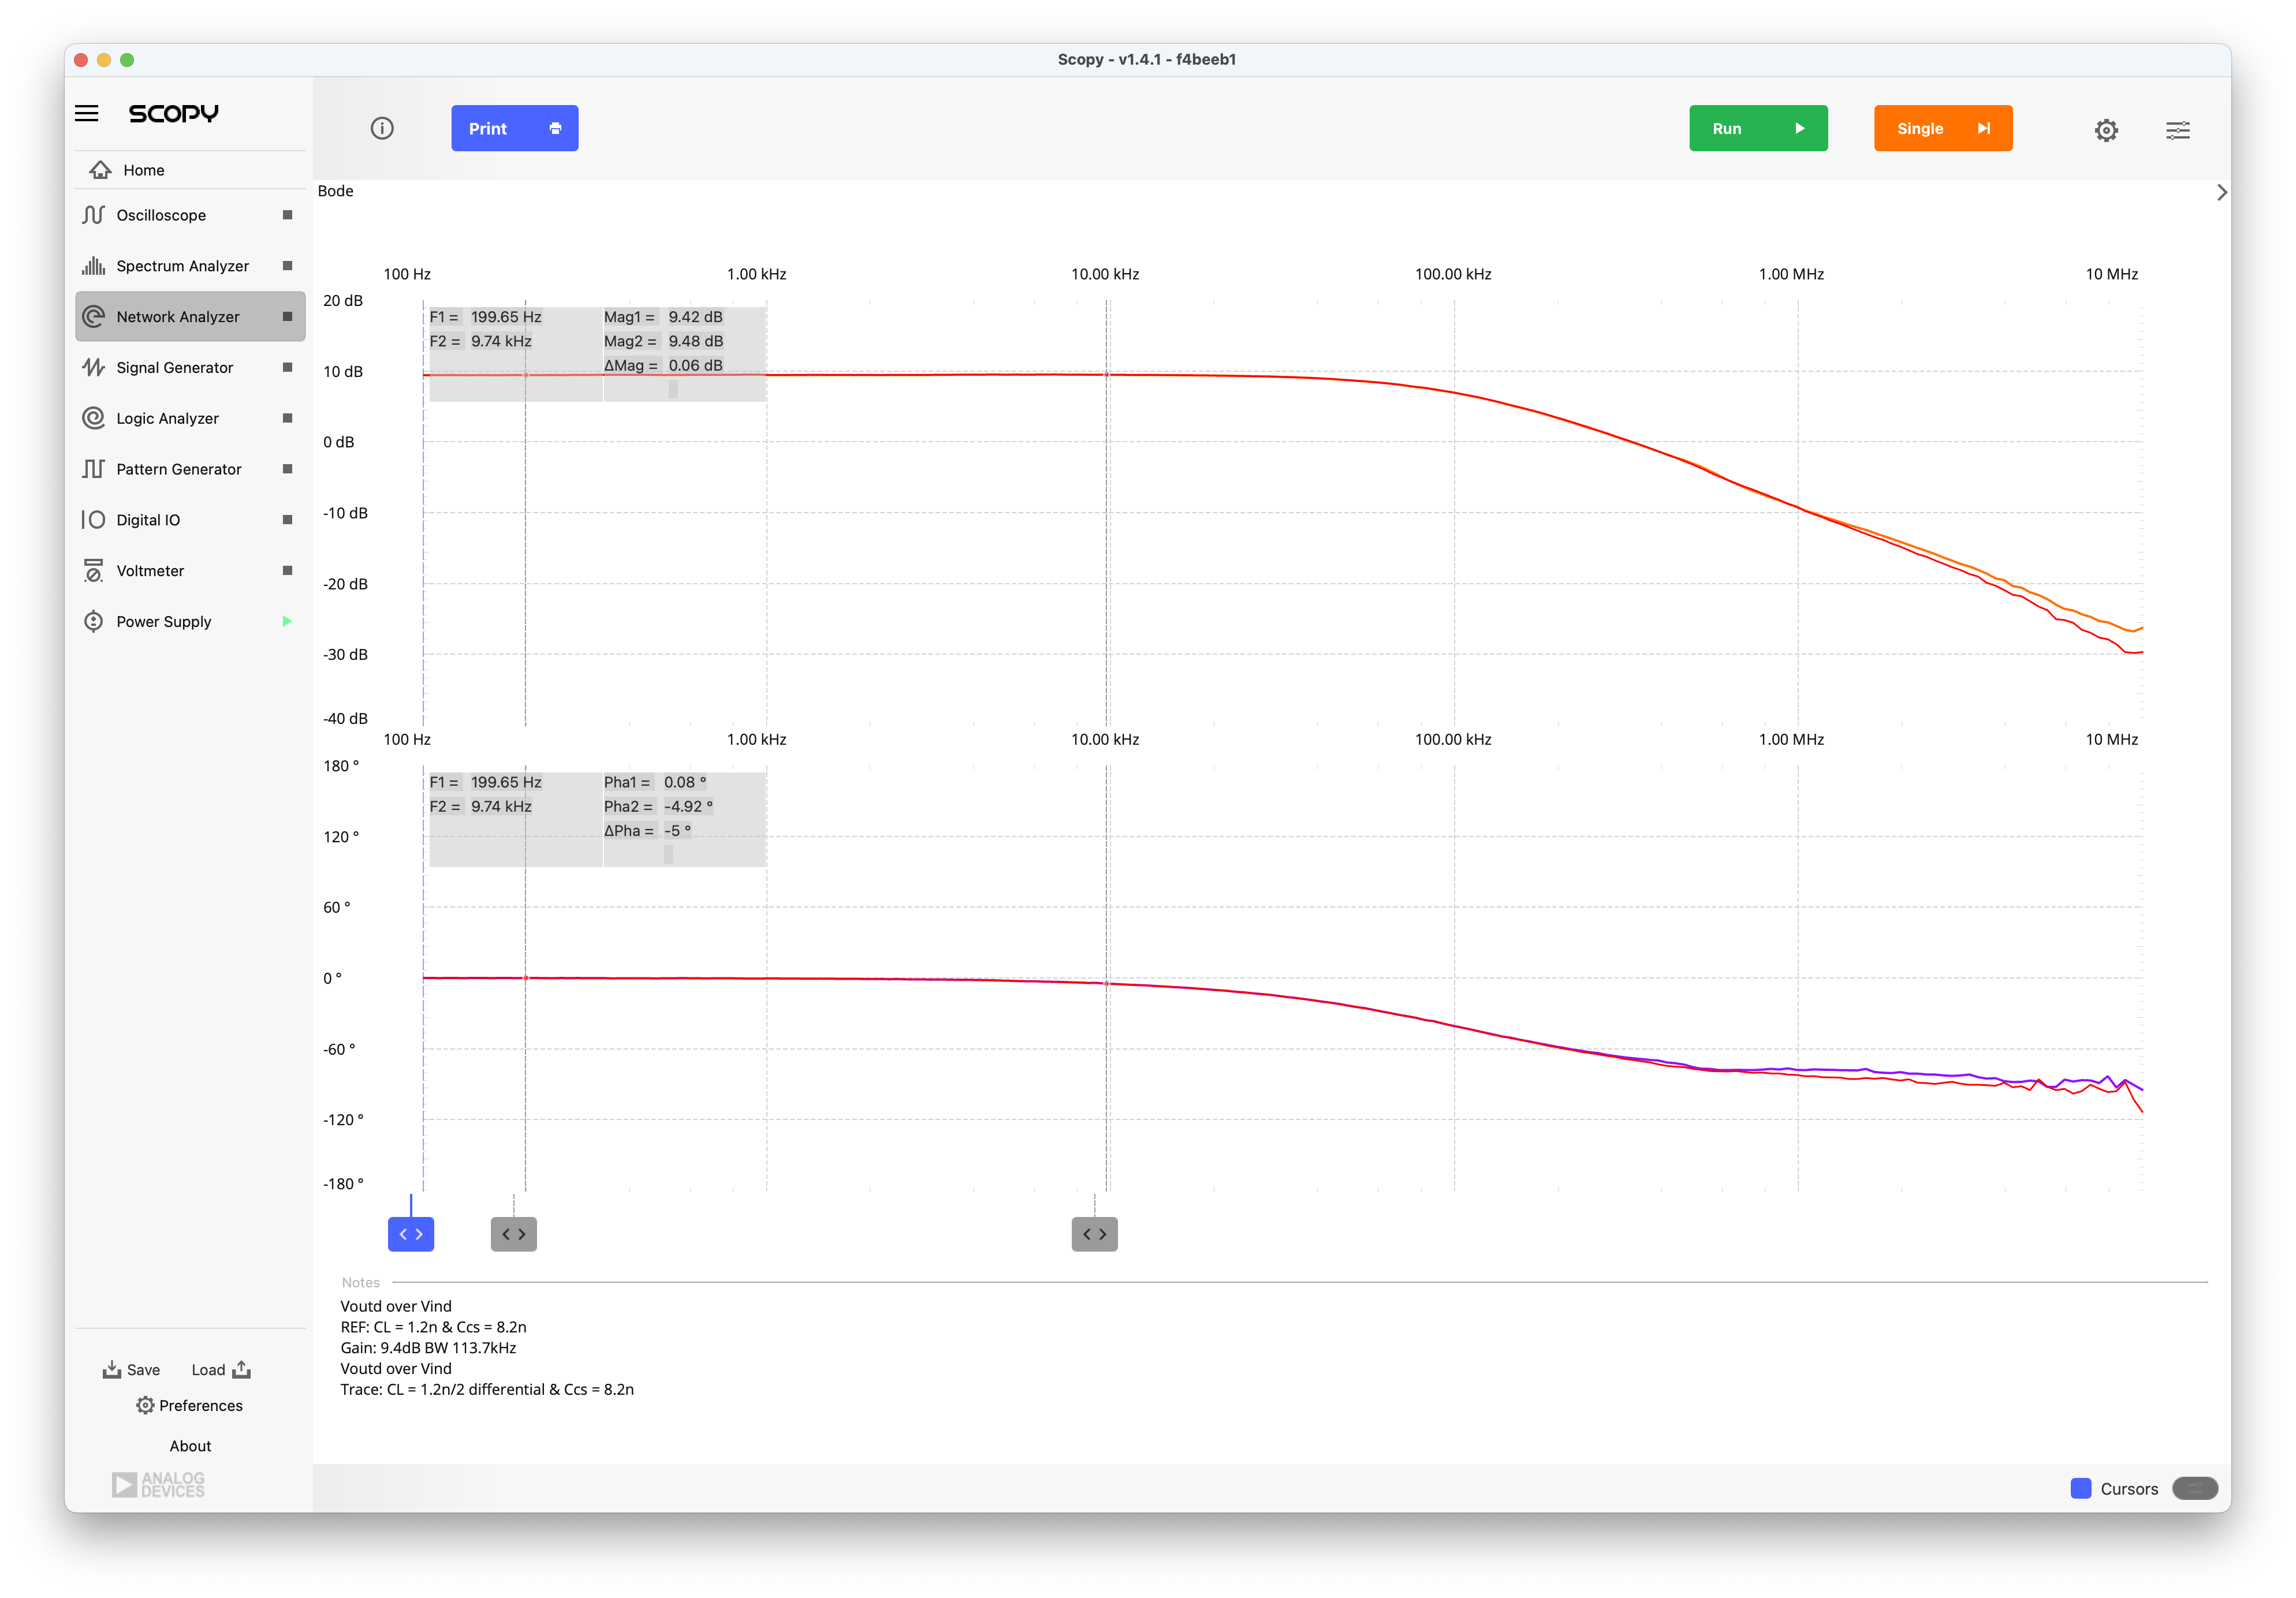 Scopy - v1.4.1 - f4beeb1
SCOPY
Print
Run
Single
Home
Oscilloscope
Spectrum Analyzer
Network Analyzer
Signal Generator
Logic Analyzer
Pattern Generator
Digital IO
Voltmeter
Power Supply
Bode
100 Hz 1.00 kHz 10.00 kHz 100.00 kHz 1.00 MHz 10 MHz
20 dB
10 dB
0 dB
-10 dB
-20 dB
-30 dB
-40 dB
F1 = 199.65 Hz Mag1 = 9.42 dB
F2 = 9.74 kHz Mag2 = 9.48 dB
ΔMag = 0.06 dB
100 Hz 1.00 kHz 10.00 kHz 100.00 kHz 1.00 MHz 10 MHz
180 °
120 °
60 °
0 °
-60 °
-120 °
-180 °
F1 = 199.65 Hz Pha1 = 0.08 °
F2 = 9.74 kHz Pha2 = -4.92 °
ΔPha = -5 °
Notes
Voutd over Vind
REF: CL = 1.2n & Ccs = 8.2n
Gain: 9.4dB BW 113.7kHz
Voutd over Vind
Trace: CL = 1.2n/2 differential & Ccs = 8.2n
Save Load
Preferences
About
ANALOG
DEVICES
Cursors